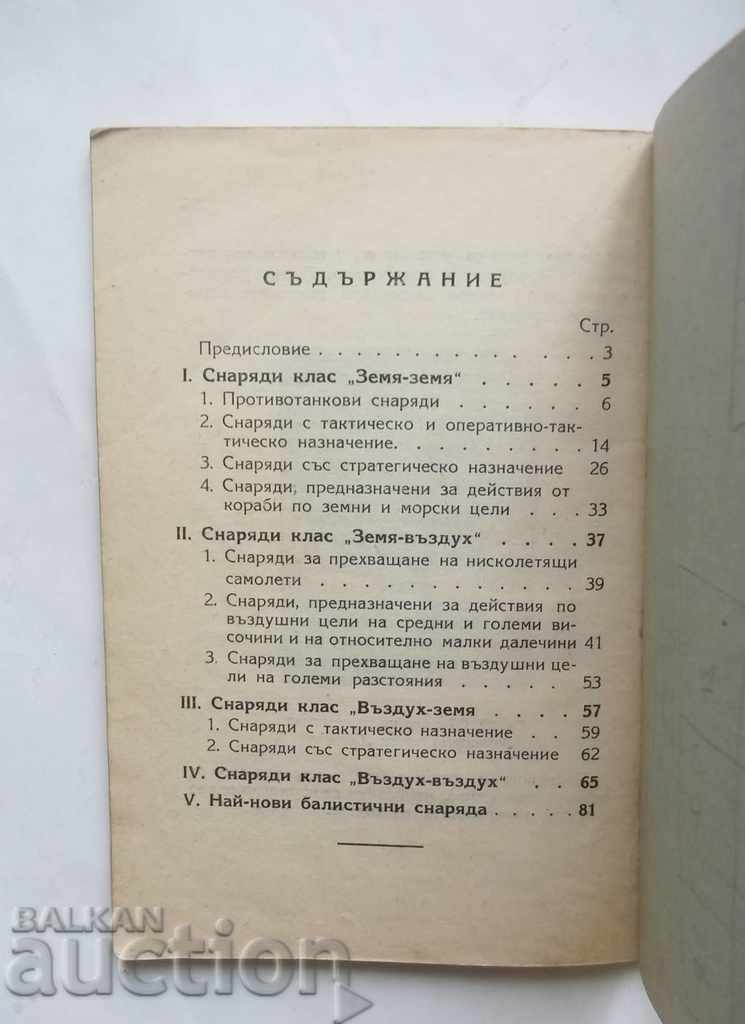 СЪДЪРЖАНИЕ
Стр.
Предисловие . . . . . . . . . . . . . . 3
I. Снаряди клас „Земя-земя“ . . . . . 5
1. Противотанкови снаряди . . . . . . 6
2. Снаряди с тактическо и оперативно-так-
тическо назначение. . . . . . . . . 14
3. Снаряди със стратегическо назначение 26
4. Снаряди, предназначени за действия от
кораби по земни и морски цели . . . 33
II. Снаряди клас „Земя-въздух“ . . . . 37
1. Снаряди за прехващане на нисколетящи
самолети . . . . . . . . . . . . 39
2. Снаряди, предназначени за действия по
въздушни цели на средни и големи ви-
сочини и на относително малки далечини 41
3. Снаряди за прехващане на въздушни це-
ли на големи разстояния . . . . . 53
III. Снаряди клас „Въздух-земя . . . . 57
1. Снаряди с тактическо назначение . . 59
2. Снаряди със стратегическо назначение 62
IV. Снаряди клас „Въздух-въздух“ . . 65
V. Най-нови балистични снаряда . . . . . 81
BALKAN
auction